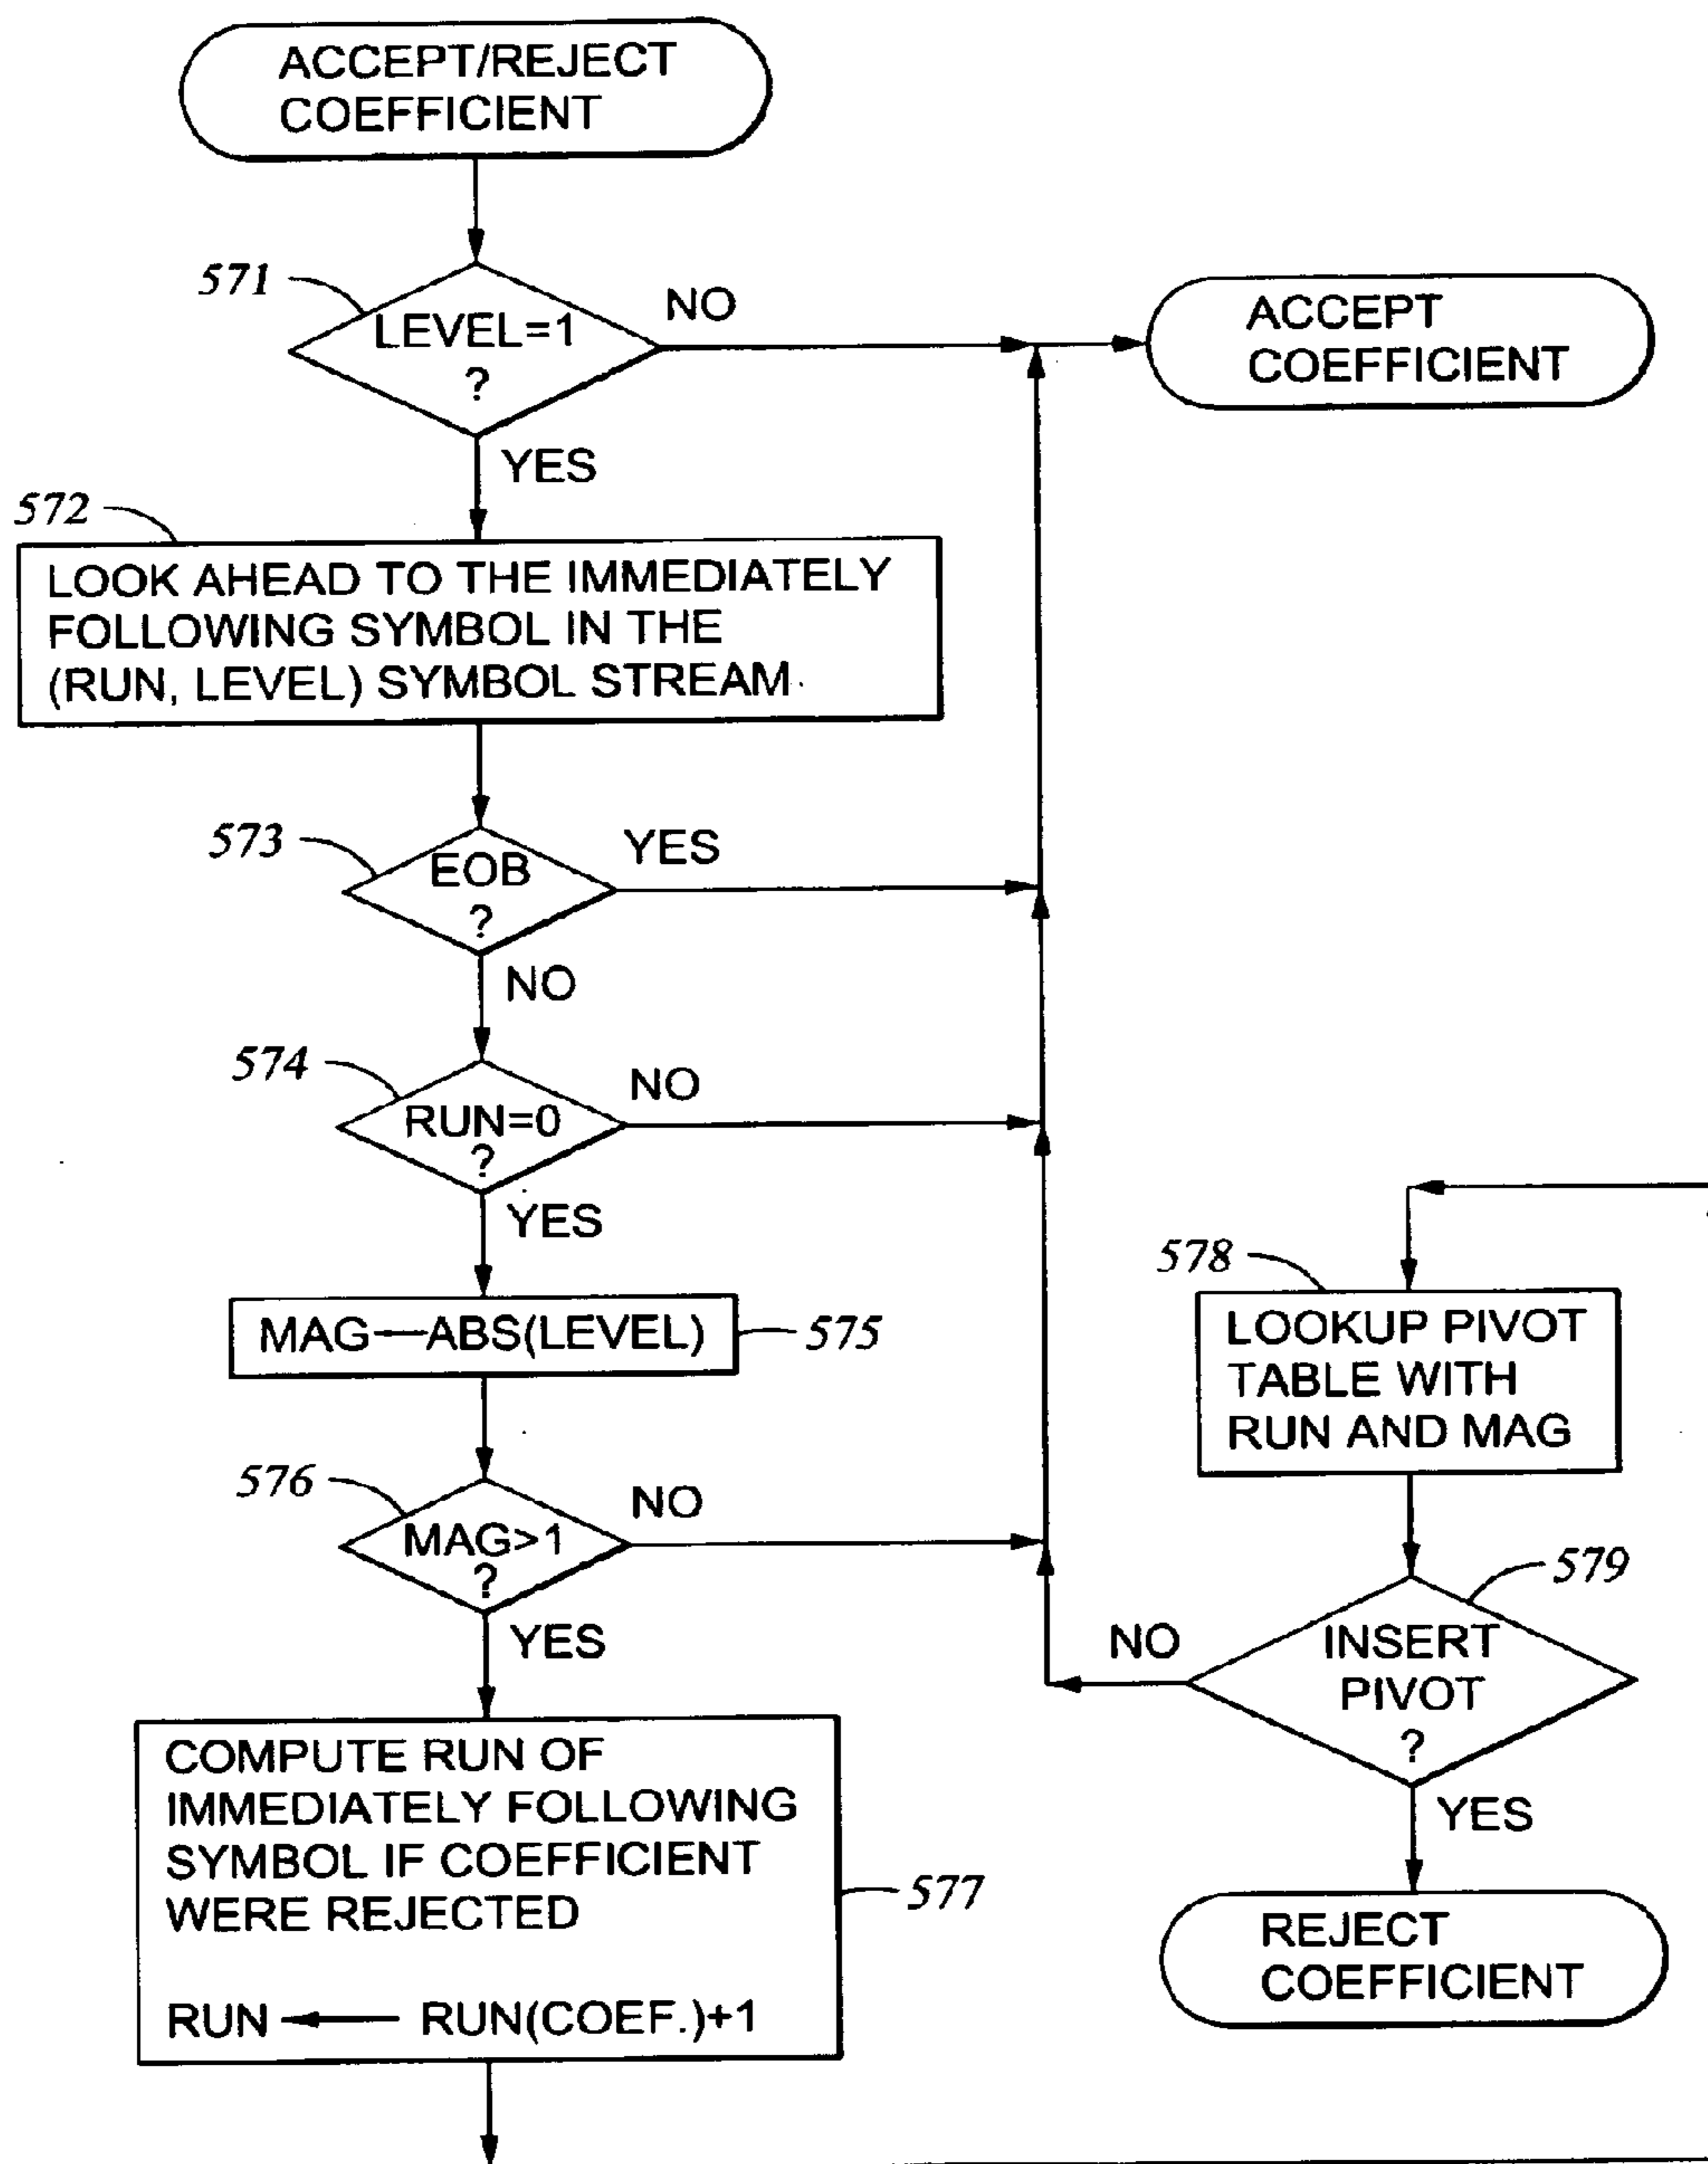 ACCEPT/REJECT
COEFFICIENT
571
LEVEL=1
?
NO
YES
ACCEPT
COEFFICIENT
572
LOOK AHEAD TO THE IMMEDIATELY
FOLLOWING SYMBOL IN THE
(RUN, LEVEL) SYMBOL STREAM
573
EOB
?
YES
NO
574
RUN=0
?
NO
YES
MAG—ABS(LEVEL)
575
576
MAG>1
?
NO
YES
COMPUTE RUN OF
IMMEDIATELY FOLLOWING
SYMBOL IF COEFFICIENT
WERE REJECTED
RUN ← RUN(COEF.)+1
577
578
LOOKUP PIVOT
TABLE WITH
RUN AND MAG
579
INSERT
PIVOT
?
NO
YES
REJECT
COEFFICIENT